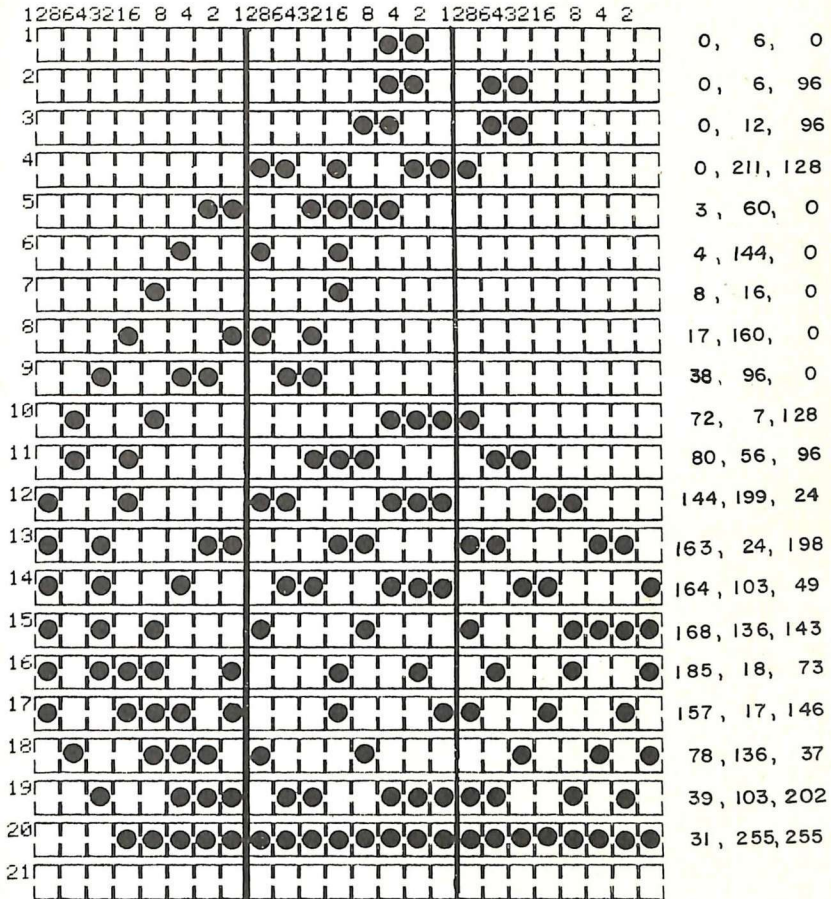 128643216 8 4 2 128643216 8 4 2 128643216 8 4 2
1 0, 6, 0
2 0, 6, 96
3 0, 12, 96
4 0, 211, 128
5 3, 60, 0
6 4, 144, 0
7 8, 16, 0
8 17, 160, 0
9 38, 96, 0
10 72, 7, 128
11 80, 56, 96
12 144, 199, 24
13 163, 24, 198
14 164, 103, 49
15 168, 136, 143
16 185, 18, 73
17 157, 17, 146
18 78, 136, 37
19 39, 103, 202
20 31, 255, 255
21